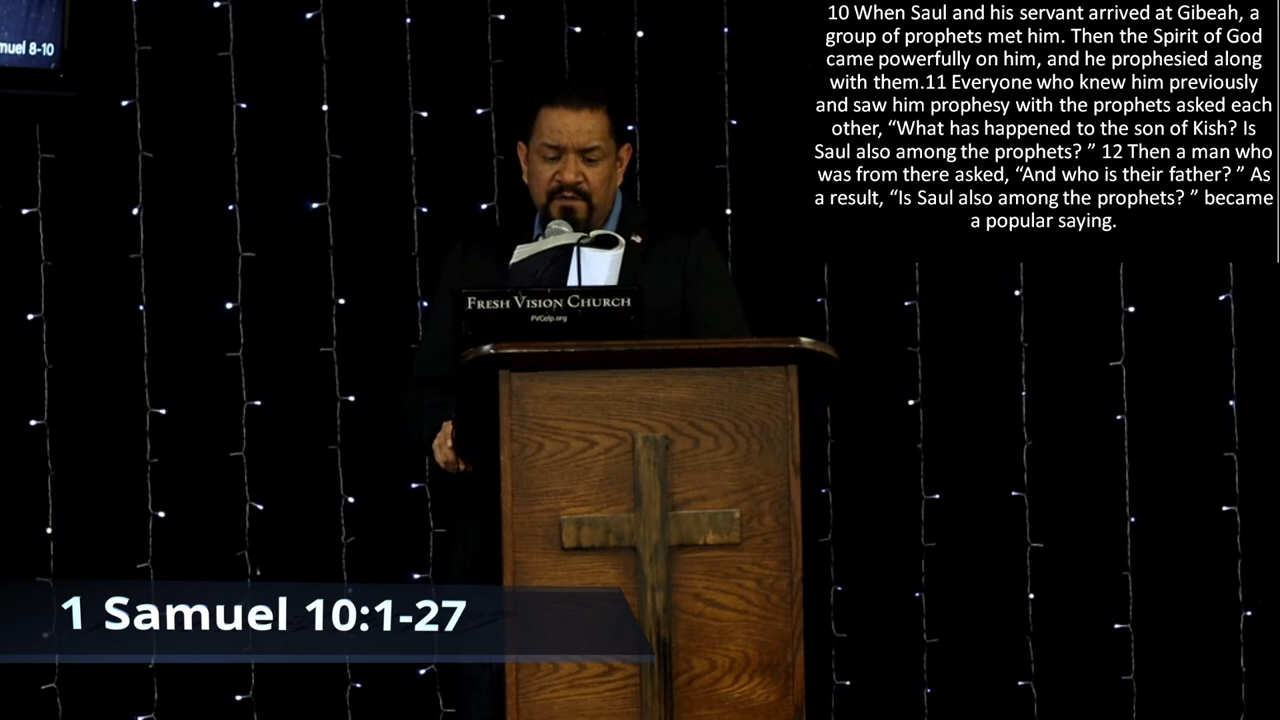 muel 8-10
10 When Saul and his servant arrived at Gibeah, a
group of prophets met him. Then the Spirit of God
came powerfully on him, and he prophesied along
with them.11 Everyone who knew him previously
and saw him prophesy with the prophets asked each
other, “What has happened to the son of Kish? Is
Saul also among the prophets? ” 12 Then a man who
was from there asked, “And who is their father? ” As
a result, “Is Saul also among the prophets? ” became
a popular saying.
FRESH VISION CHURCH
FVCelp.org
1 Samuel 10:1-27